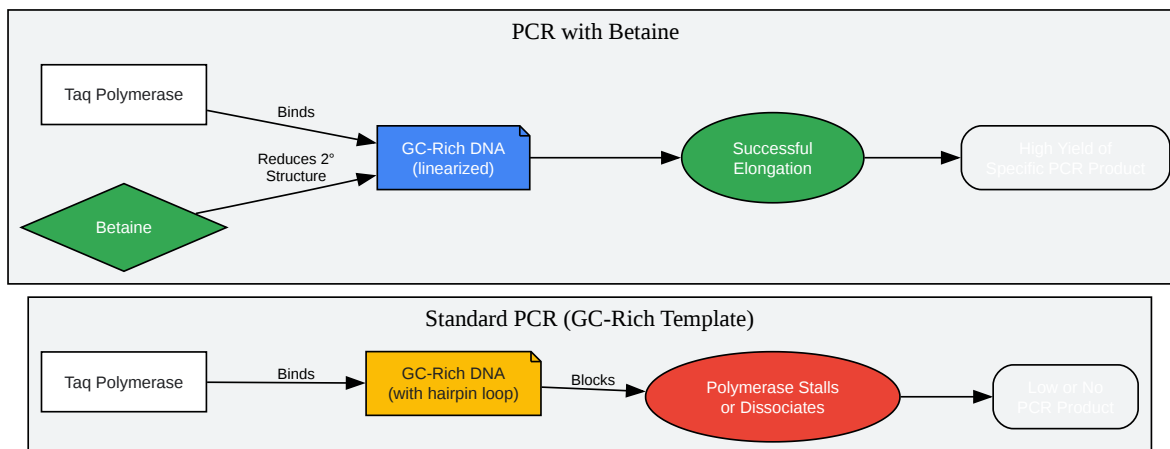 PCR with Betaine
Taq Polymerase
Binds
Reduces 2°
Structure
GC-Rich DNA
(linearized)
Successful
Elongation
High Yield of
Specific PCR Product
Betaine
Standard PCR (GC-Rich Template)
Taq Polymerase
Binds
GC-Rich DNA
(with hairpin loop)
Blocks
Polymerase Stalls
or Dissociates
Low or No
PCR Product